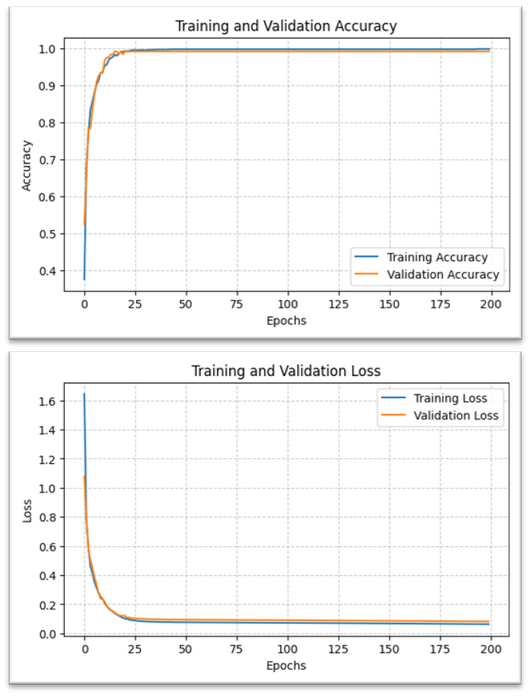 Training and Validation Accuracy
1.0
0.9
0.8
0.7
0.6
0.5
0.4
Accuracy
Training Accuracy
Validation Accuracy
0 25 50 75 100 125 150 175 200
Epochs
Training and Validation Loss
1.6
1.4
1.2
1.0
0.8
0.6
0.4
0.2
0.0
Loss
Training Loss
Validation Loss
0 25 50 75 100 125 150 175 200
Epochs